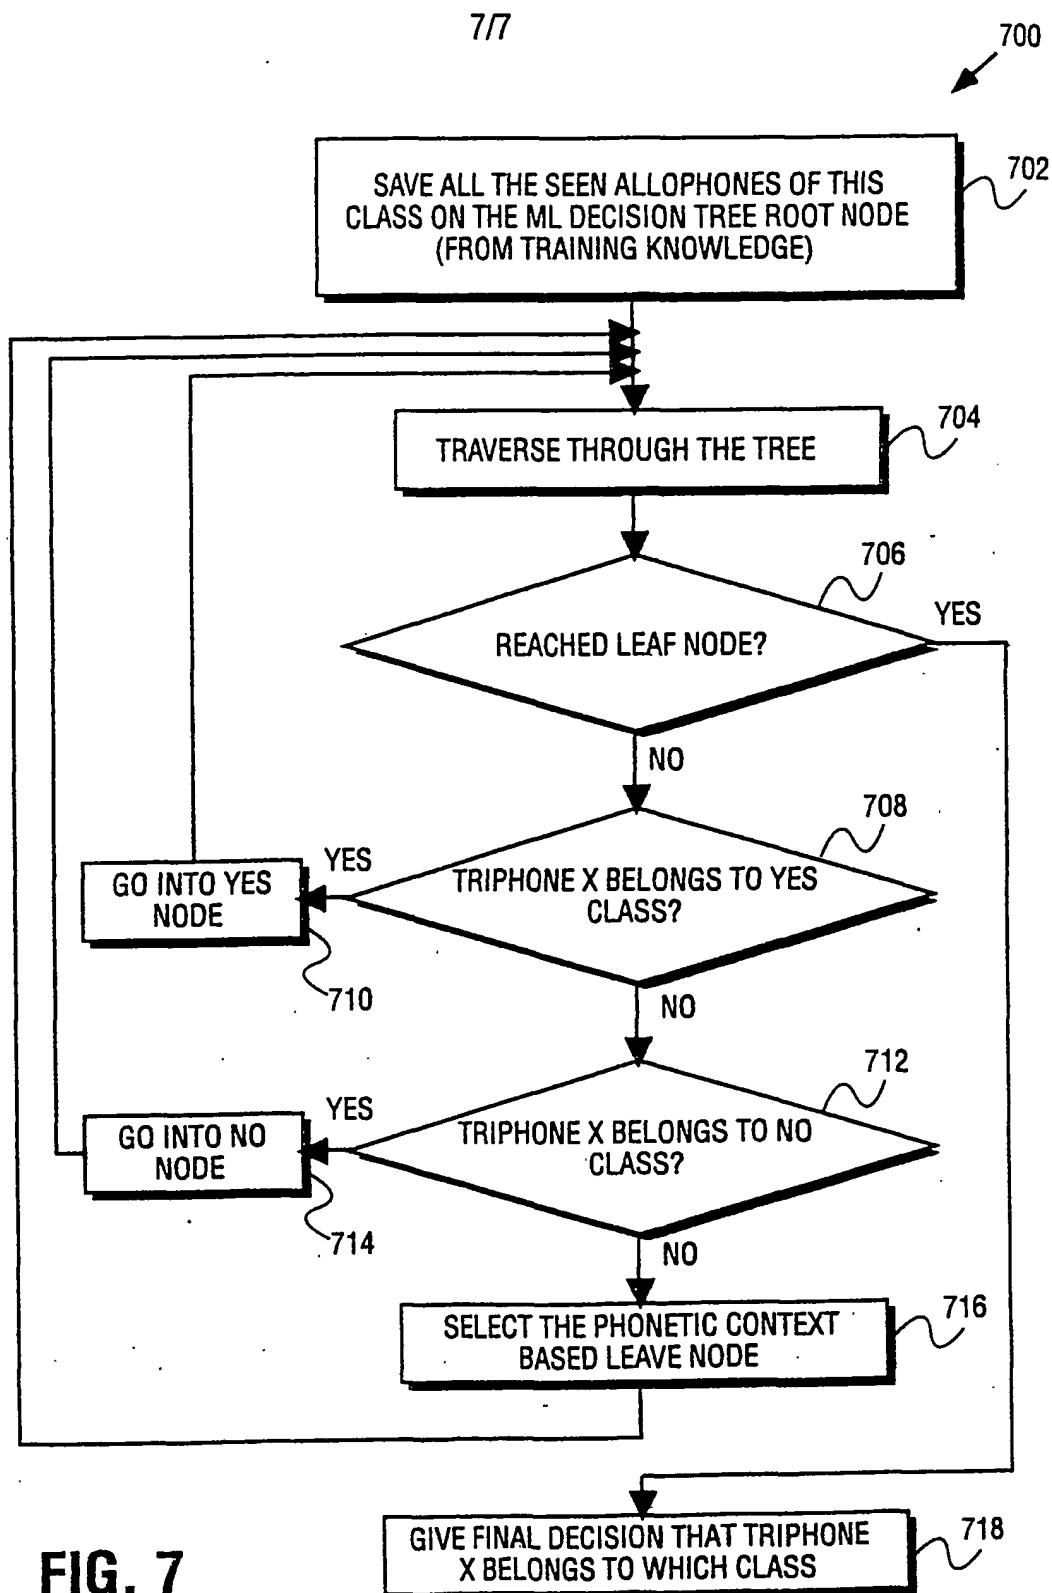 7/7
700
SAVE ALL THE SEEN ALLOPHONES OF THIS
CLASS ON THE ML DECISION TREE ROOT NODE
(FROM TRAINING KNOWLEDGE)
702
TRAVERSE THROUGH THE TREE
704
706
REACHED LEAF NODE?
YES
NO
708
TRIPHONE X BELONGS TO YES
CLASS?
YES
GO INTO YES
NODE
710
NO
712
TRIPHONE X BELONGS TO NO
CLASS?
YES
GO INTO NO
NODE
714
NO
SELECT THE PHONETIC CONTEXT
BASED LEAVE NODE
716
GIVE FINAL DECISION THAT TRIPHONE
X BELONGS TO WHICH CLASS
718
FIG. 7